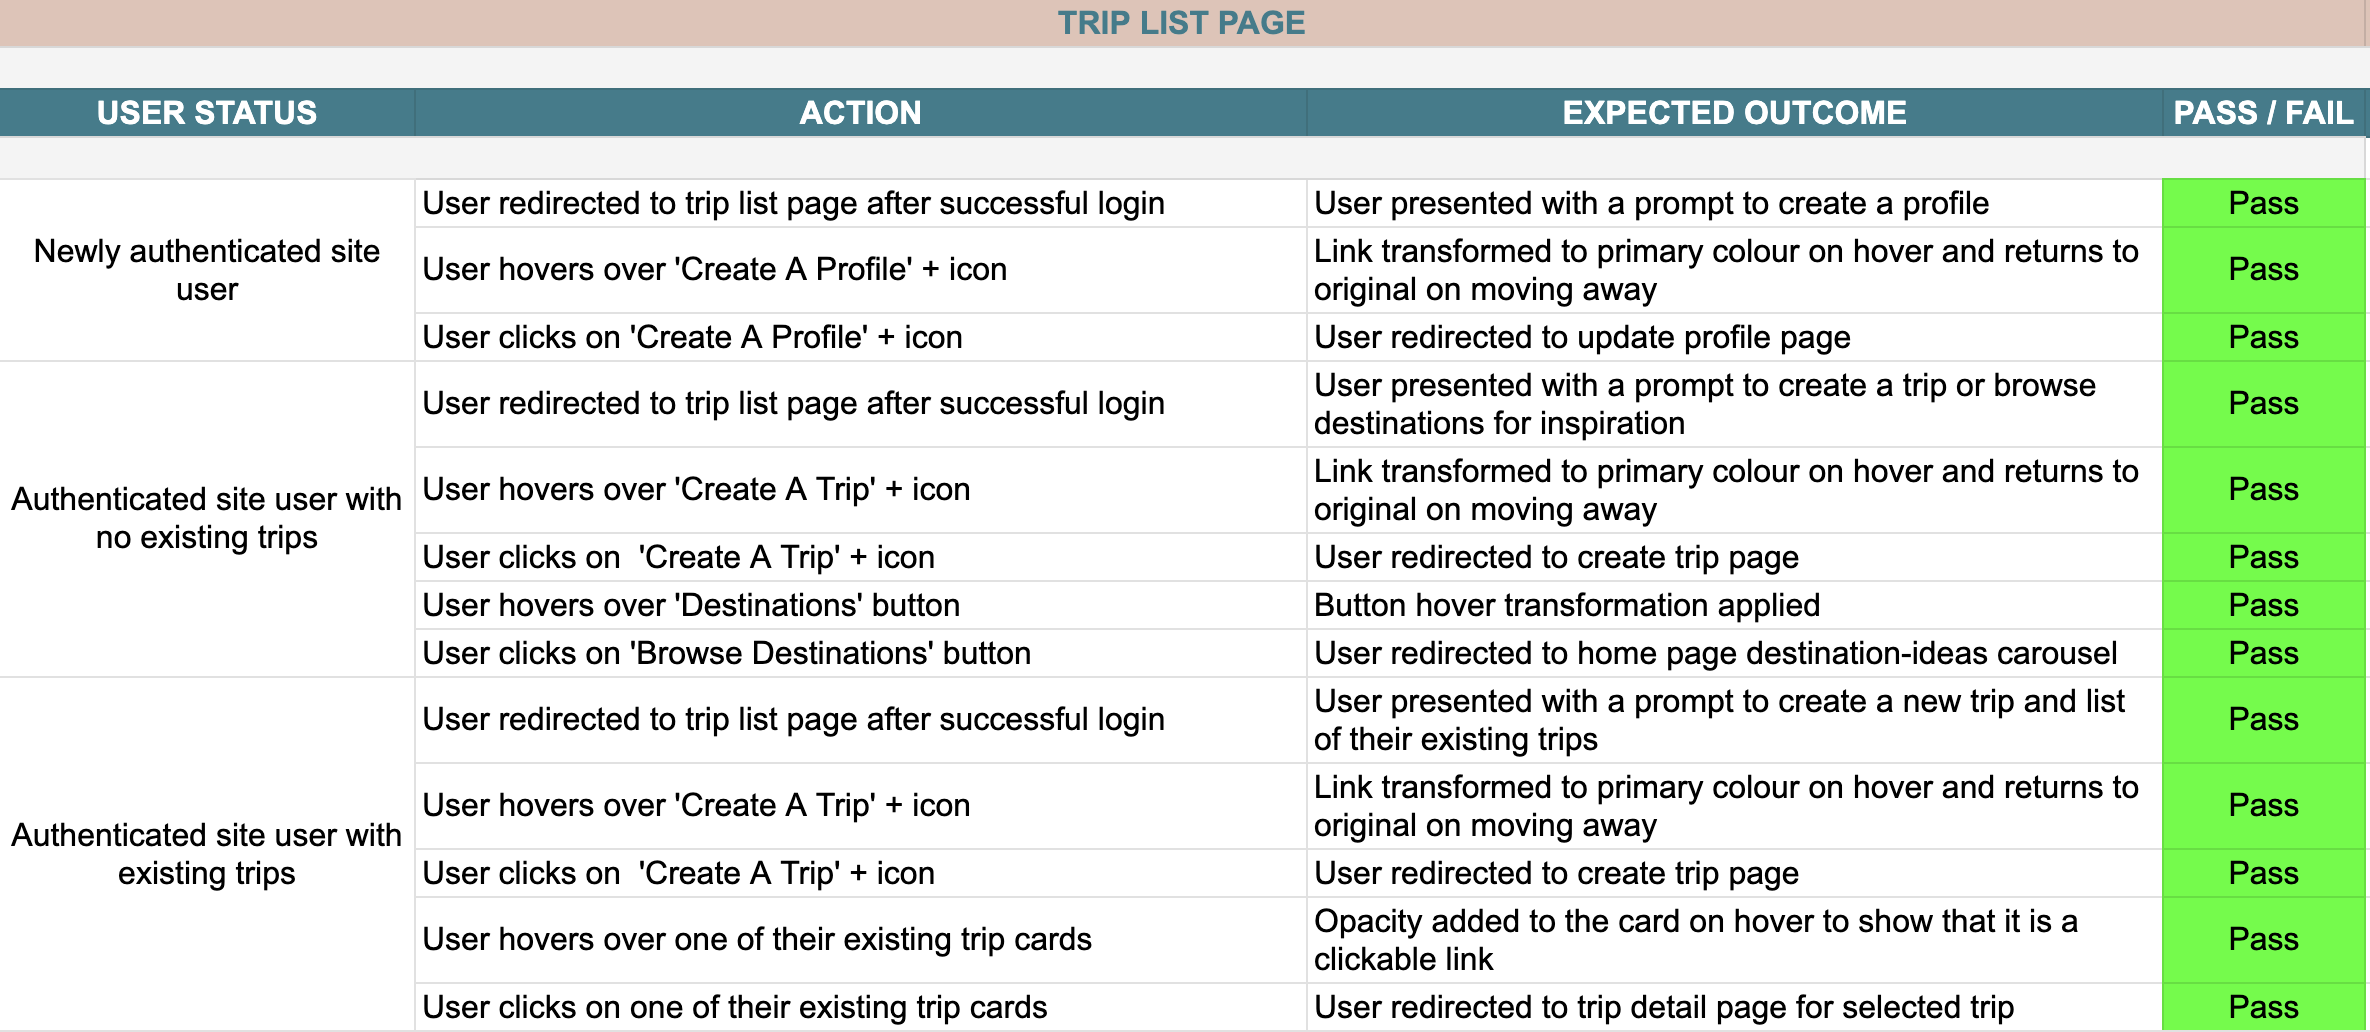 TRIP LIST PAGE
USER STATUS ACTION EXPECTED OUTCOME PASS / FAIL
Newly authenticated site
user
User redirected to trip list page after successful login
User presented with a prompt to create a profile
Pass
User hovers over 'Create A Profile' + icon
Link transformed to primary colour on hover and returns to
original on moving away
Pass
User clicks on 'Create A Profile' + icon
User redirected to update profile page
Pass
Authenticated site user with
no existing trips
User redirected to trip list page after successful login
User presented with a prompt to create a trip or browse
destinations for inspiration
Pass
User hovers over 'Create A Trip' + icon
Link transformed to primary colour on hover and returns to
original on moving away
Pass
User clicks on  'Create A Trip' + icon
User redirected to create trip page
Pass
User hovers over 'Destinations' button
Button hover transformation applied
Pass
User clicks on 'Browse Destinations' button
User redirected to home page destination-ideas carousel
Pass
Authenticated site user with
existing trips
User redirected to trip list page after successful login
User presented with a prompt to create a new trip and list
of their existing trips
Pass
User hovers over 'Create A Trip' + icon
Link transformed to primary colour on hover and returns to
original on moving away
Pass
User clicks on  'Create A Trip' + icon
User redirected to create trip page
Pass
User hovers over one of their existing trip cards
Opacity added to the card on hover to show that it is a
clickable link
Pass
User clicks on one of their existing trip cards
User redirected to trip detail page for selected trip
Pass